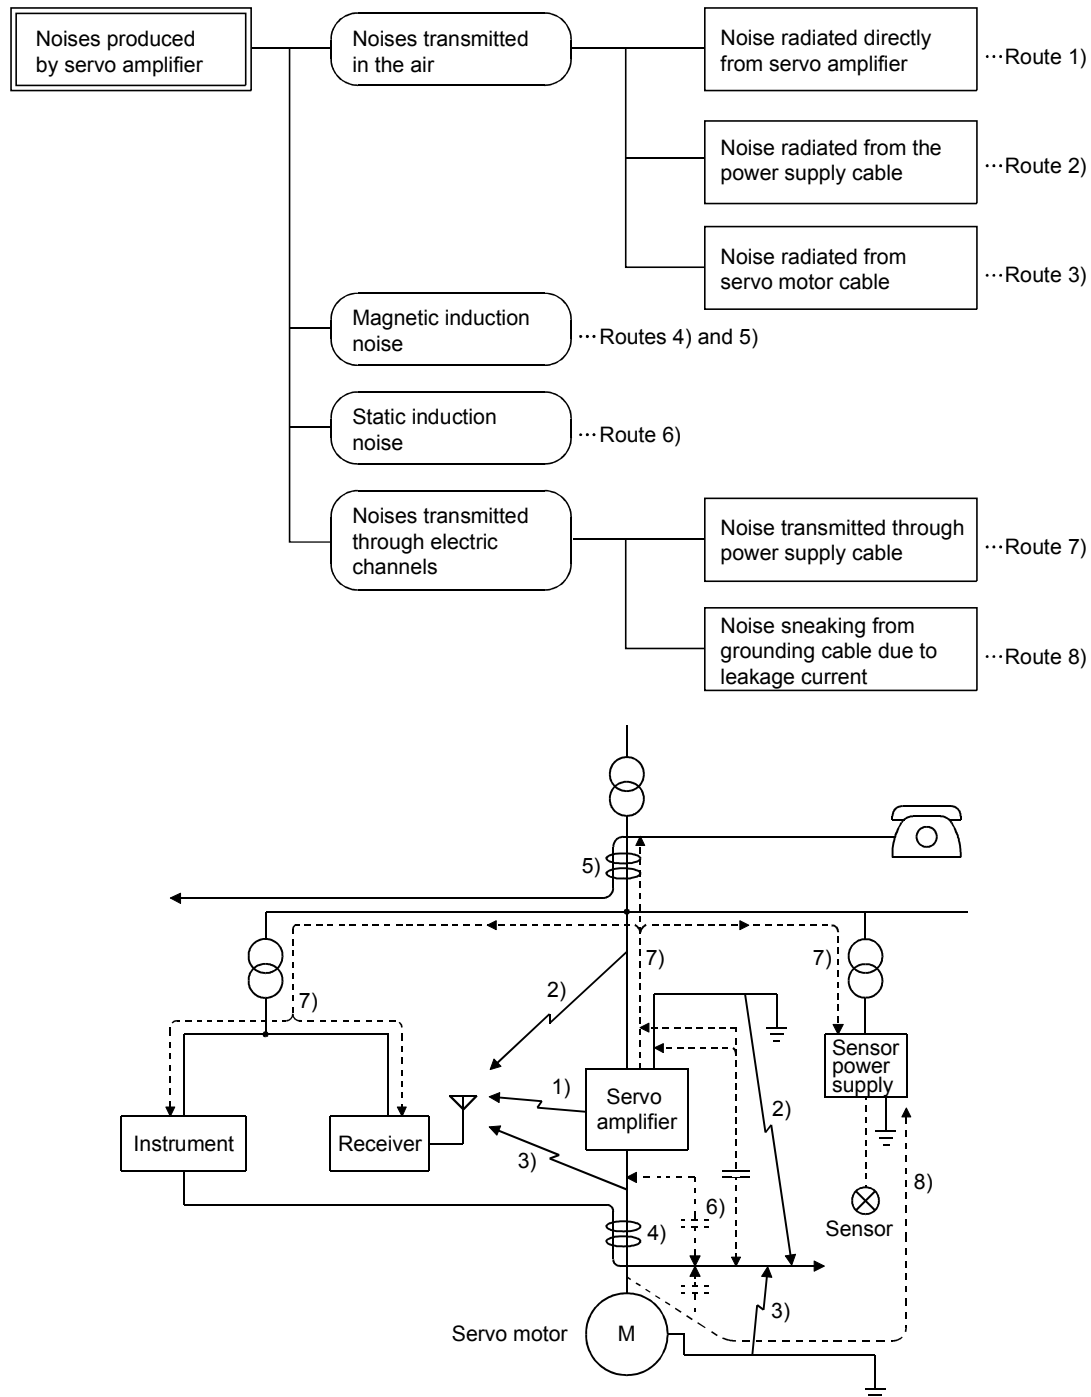 Noises produced
by servo amplifier
Noises transmitted
in the air
Noise radiated directly
from servo amplifier
···Route 1)
Noise radiated from the
power supply cable
···Route 2)
Noise radiated from
servo motor cable
···Route 3)
Magnetic induction
noise
···Routes 4) and 5)
Static induction
noise
···Route 6)
Noises transmitted
through electric
channels
Noise transmitted through
power supply cable
···Route 7)
Noise sneaking from
grounding cable due to
leakage current
···Route 8)
5)
7)
7)
7)
2)
Sensor
power
supply
1)
Servo
amplifier
2)
Instrument
Receiver
3)
6)
8)
4)
Sensor
3)
Servo motor
M